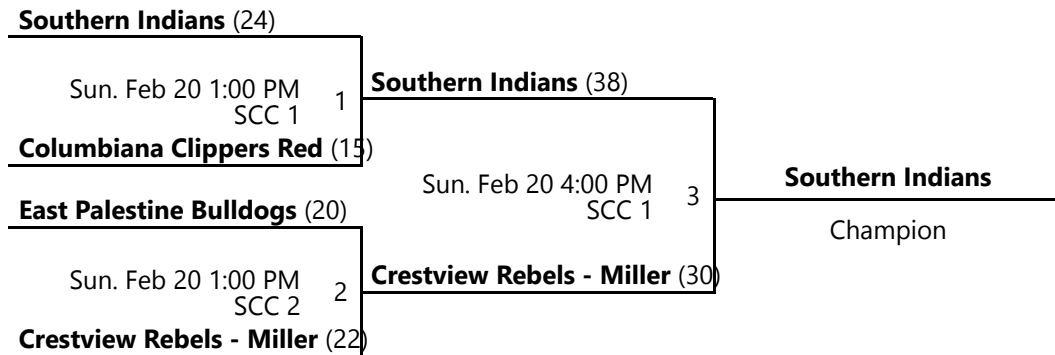 Southern Indians (24)
Sun. Feb 20 1:00 PM
SCC 1
1
Columbiana Clippers Red (15)
East Palestine Bulldogs (20)
Sun. Feb 20 1:00 PM
SCC 2
2
Crestview Rebels - Miller (22)
Southern Indians (38)
Sun. Feb 20 4:00 PM
SCC 1
3
Crestview Rebels - Miller (30)
Southern Indians
Champion